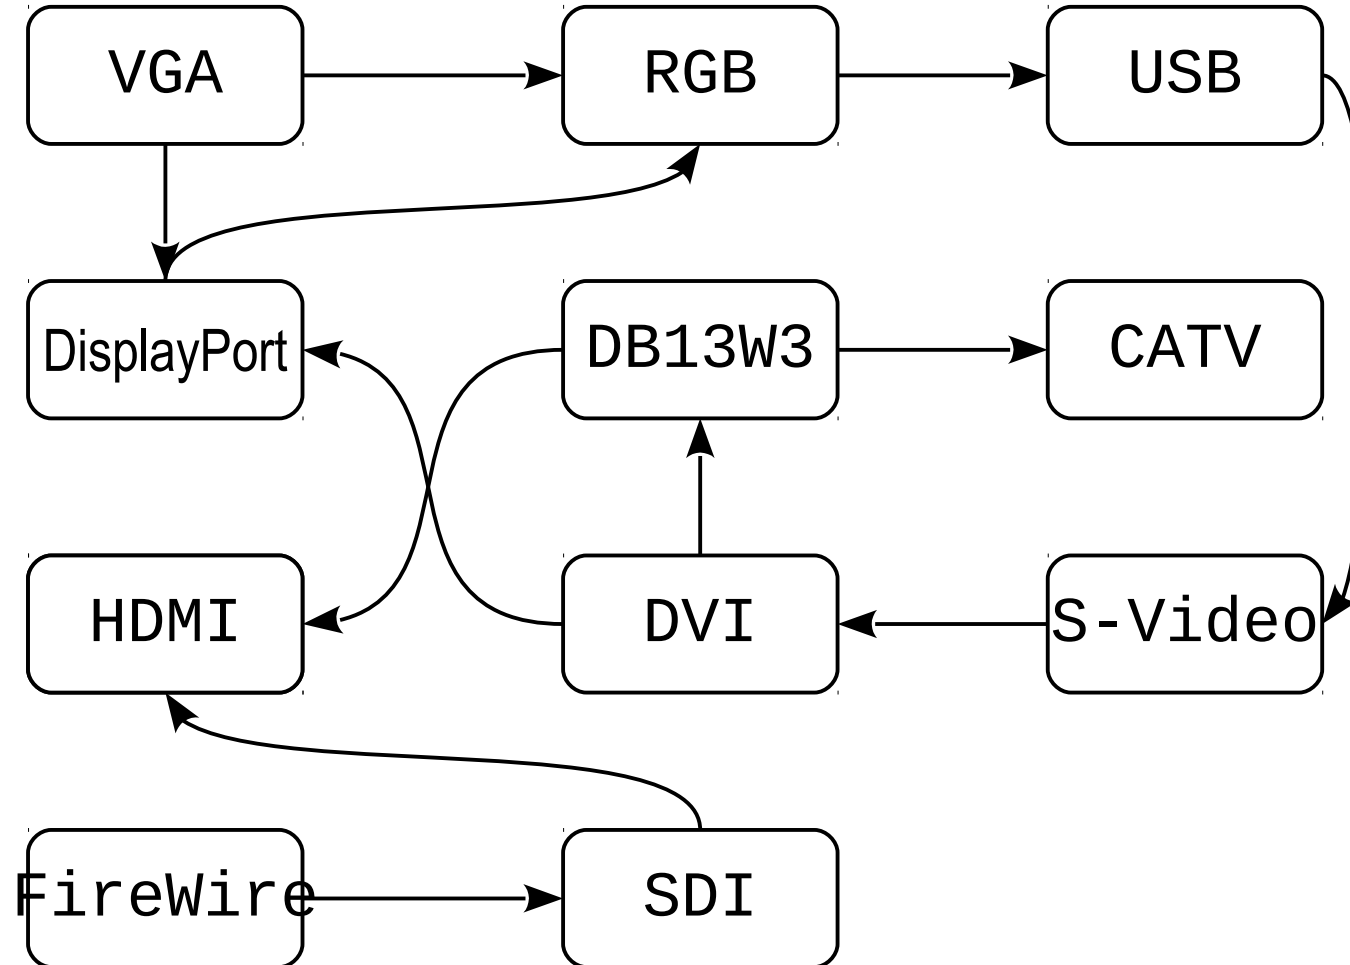 VGA
RGB
USB
DisplayPort
DB13W3
CATV
HDMI
DVI
S-Video
FireWire
SDI